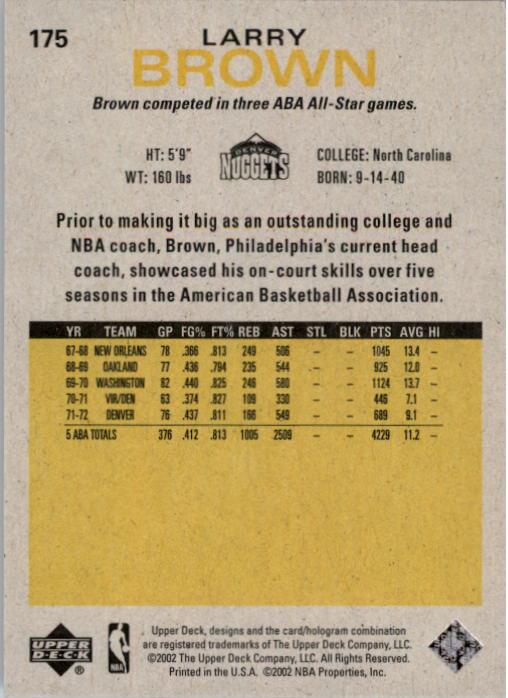 175
LARRY
BROWN
Brown competed in three ABA All-Star games.
HT: 5'9"
WT: 160 lbs
DENVER
NUGGETS
COLLEGE: North Carolina
BORN: 9-14-40
Prior to making it big as an outstanding college and
NBA coach, Brown, Philadelphia's current head
coach, showcased his on-court skills over five
seasons in the American Basketball Association.
YR TEAM GP FG% FT% REB AST STL BLK PTS AVG HI
67-68 NEW ORLEANS 78 .366 .813 249 506 – – 1045 13.4 –
68-69 OAKLAND 77 .436 .794 235 544 – – 925 12.0 –
69-70 WASHINGTON 82 .440 .825 246 580 – – 1124 13.7 –
70-71 VIR/DEN 63 .374 .827 109 330 – – 446 7.1 –
71-72 DENVER 76 .437 .811 166 549 – – 689 9.1 –
5 ABA TOTALS 376 .412 .813 1005 2509 – – 4229 11.2 –
UPPER
DECK
®
NBA
Upper Deck, designs and the card/hologram combination
are registered trademarks of The Upper Deck Company, LLC.
©2002 The Upper Deck Company, LLC. All Rights Reserved.
Printed in the U.S.A. ©2002 NBA Properties, Inc.